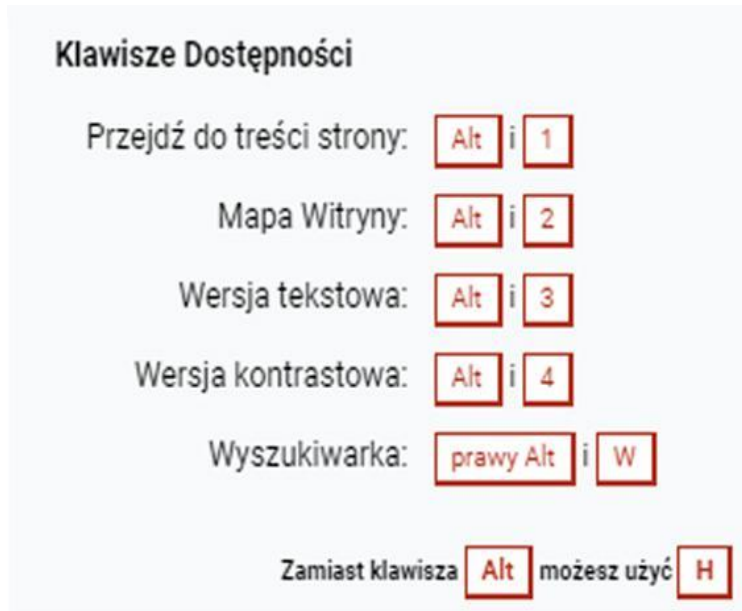 Klawisze Dostępności
Przejdź do treści strony: Alt i 1
Mapa Witryny: Alt i 2
Wersja tekstowa: Alt i 3
Wersja kontrastowa: Alt i 4
Wyszukiwarka: prawy Alt i W
Zamiast klawisza Alt możesz użyć H